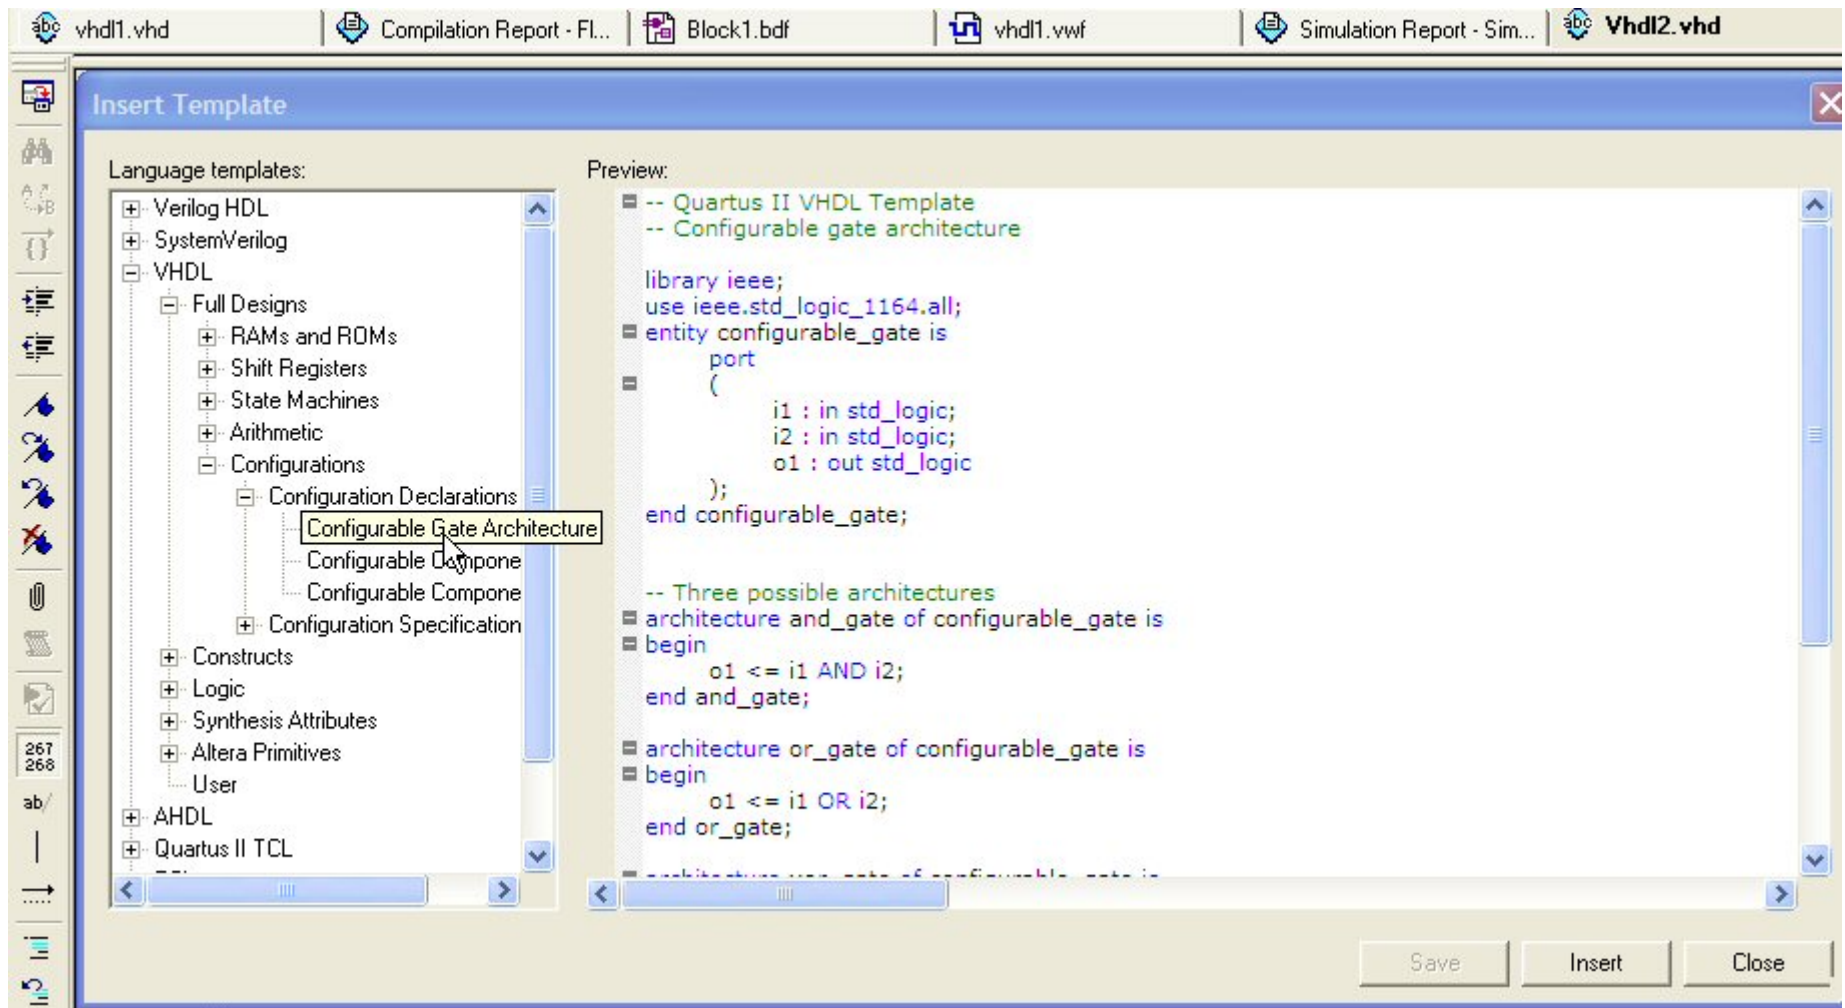 vhdl1.vhd
Compilation Report - Fl...
Block1.bdf
vhdl1.vwf
Simulation Report - Sim...
Vhdl2.vhd
Insert Template
Language templates:
Verilog HDL
SystemVerilog
VHDL
Full Designs
RAMs and ROMs
Shift Registers
State Machines
Arithmetic
Configurations
Configuration Declarations
Configurable Gate Architecture
Configurable Compone
Configurable Compone
Configuration Specification
Constructs
Logic
Synthesis Attributes
Altera Primitives
User
AHDL
Quartus II TCL
Preview:
-- Quartus II VHDL Template
-- Configurable gate architecture
library ieee;
use ieee.std_logic_1164.all;
entity configurable_gate is
port
(
i1 : in std_logic;
i2 : in std_logic;
o1 : out std_logic
);
end configurable_gate;
-- Three possible architectures
architecture and_gate of configurable_gate is
begin
o1 <= i1 AND i2;
end and_gate;
architecture or_gate of configurable_gate is
begin
o1 <= i1 OR i2;
end or_gate;
architecture xor_gate of configurable_gate is
267
268
ab/
Save
Insert
Close